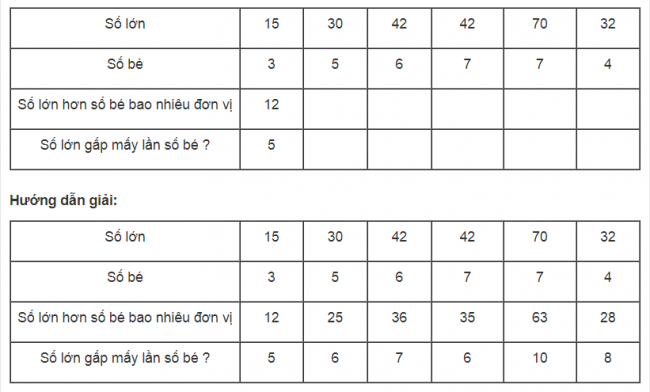 Số lớn 15 30 42 42 70 32
Số bé 3 5 6 7 7 4
Số lớn hơn số bé bao nhiêu đơn vị 12
Số lớn gấp mấy lần số bé ? 5
Hướng dẫn giải:
Số lớn 15 30 42 42 70 32
Số bé 3 5 6 7 7 4
Số lớn hơn số bé bao nhiêu đơn vị 12 25 36 35 63 28
Số lớn gấp mấy lần số bé ? 5 6 7 6 10 8